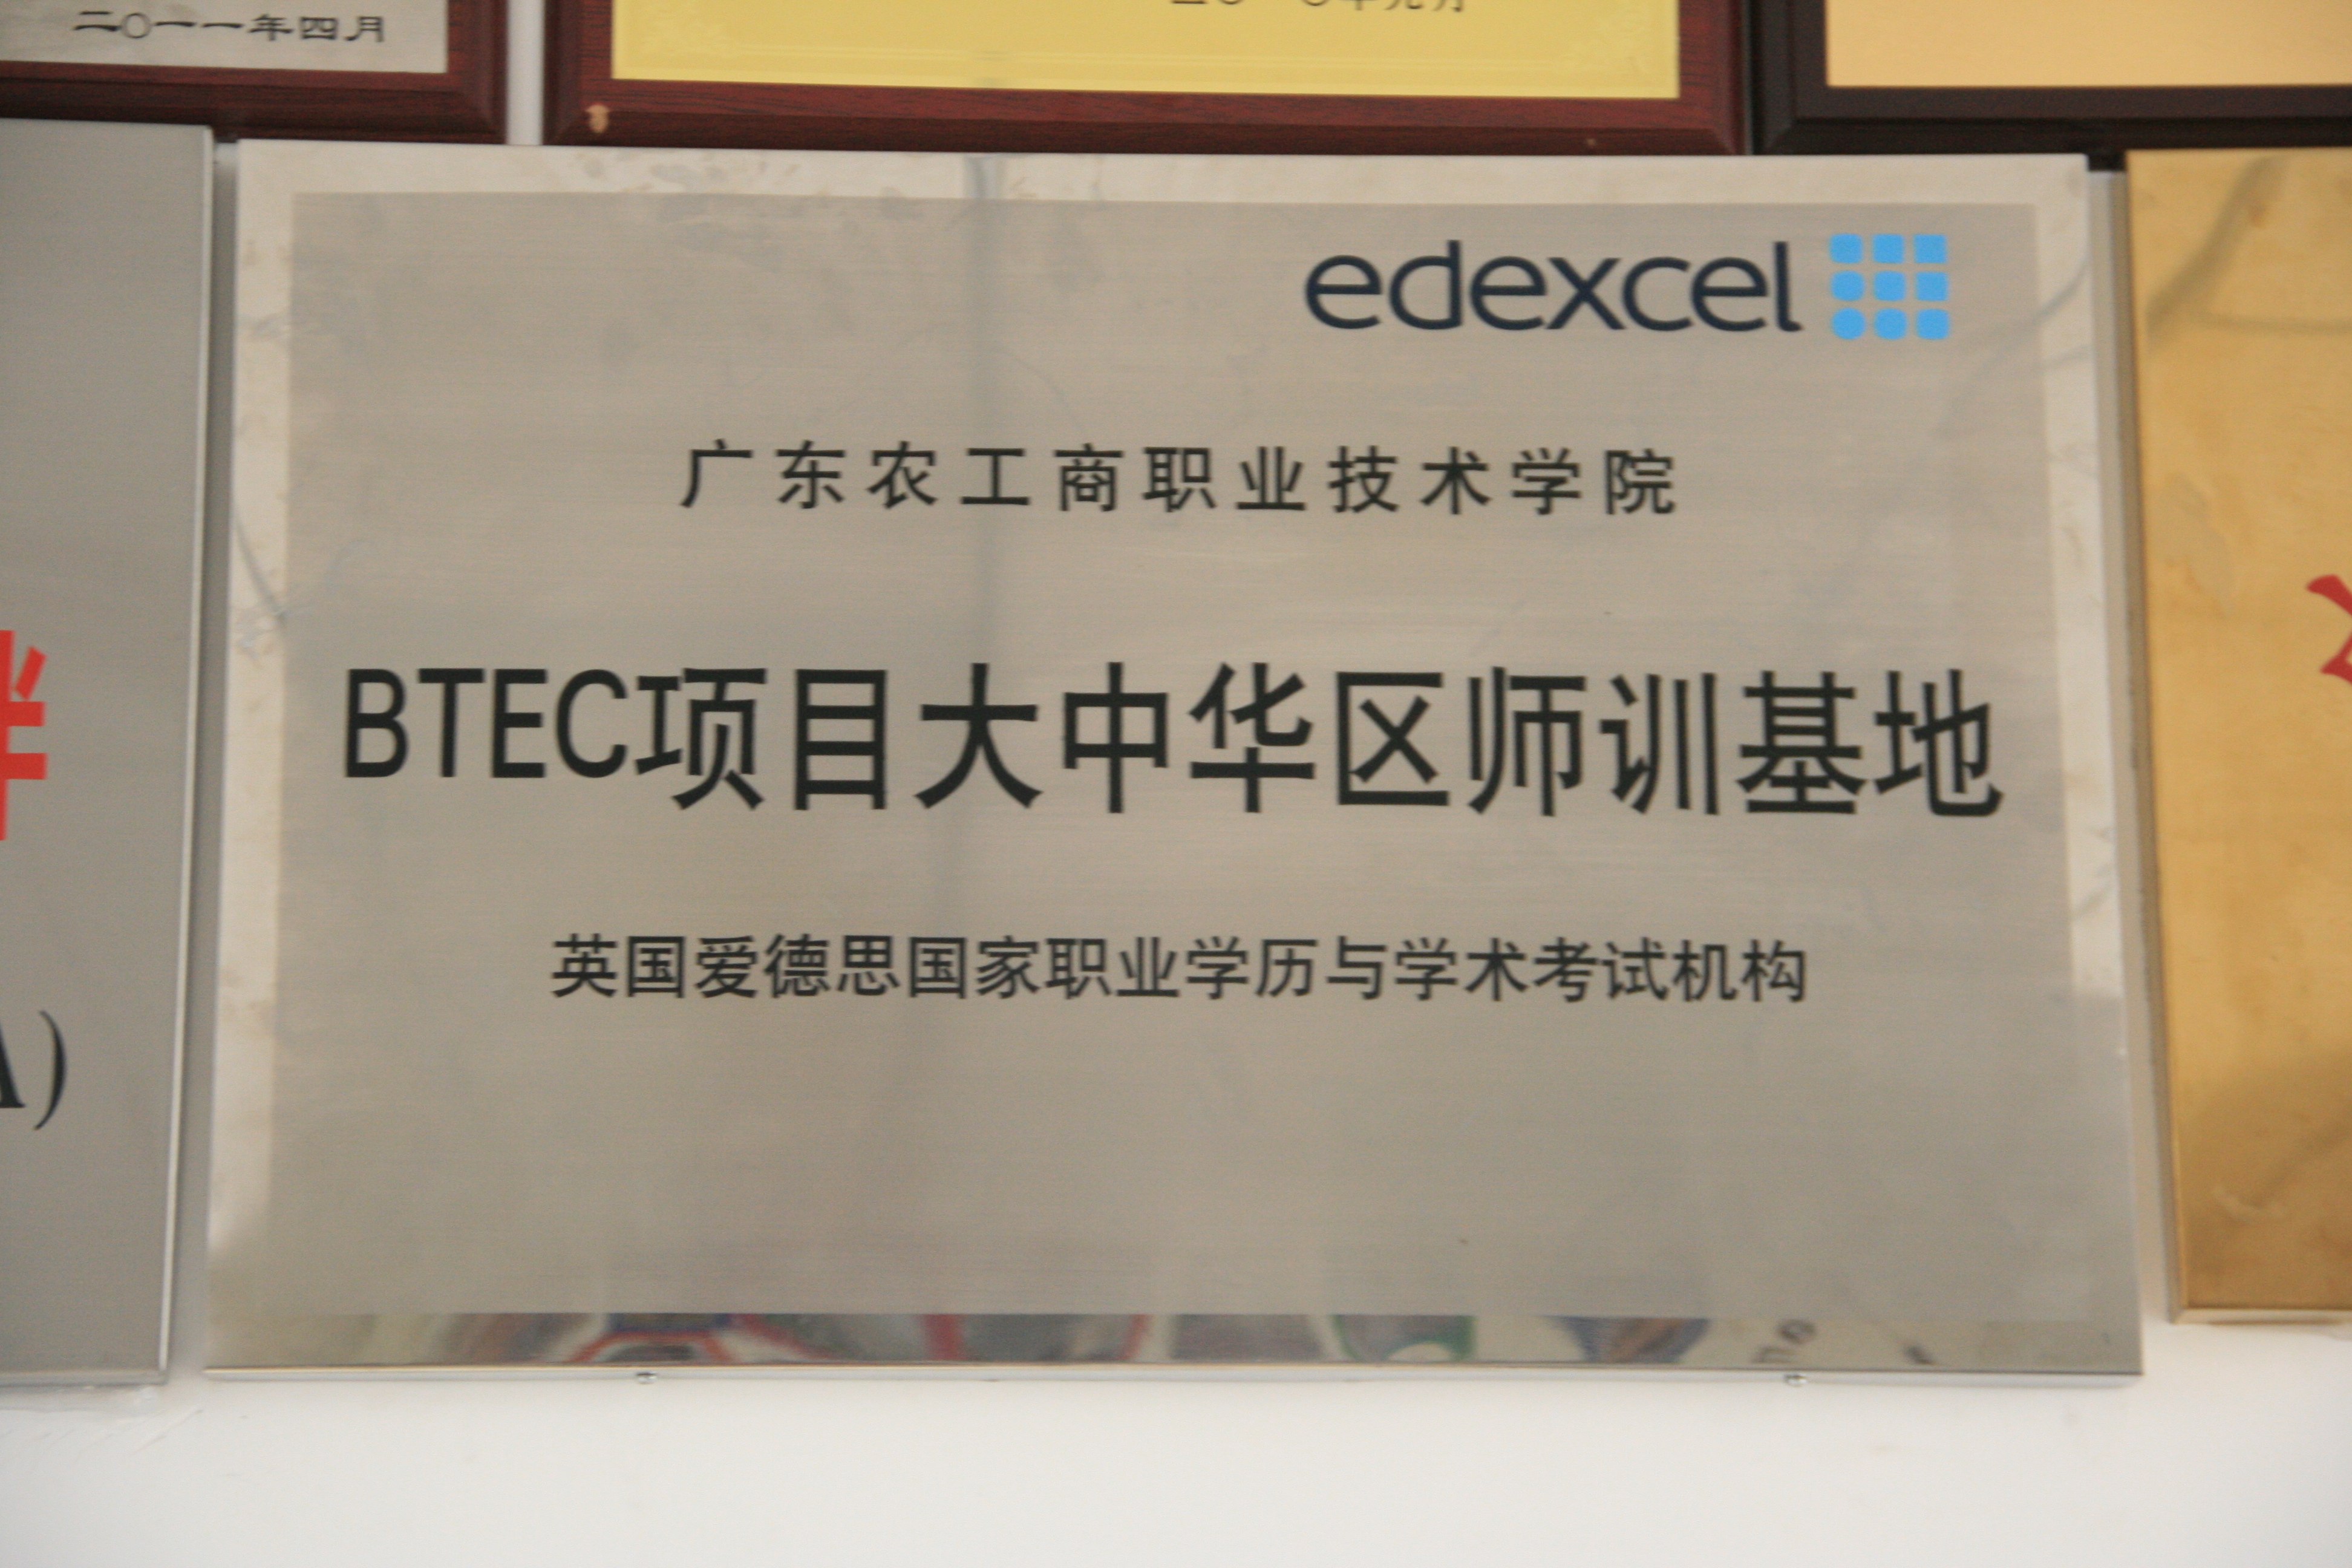 二〇一一年四月
edexcel
广东农工商职业技术学院
BTEC项目大中华区师训基地
英国爱德思国家职业学历与学术考试机构
A)